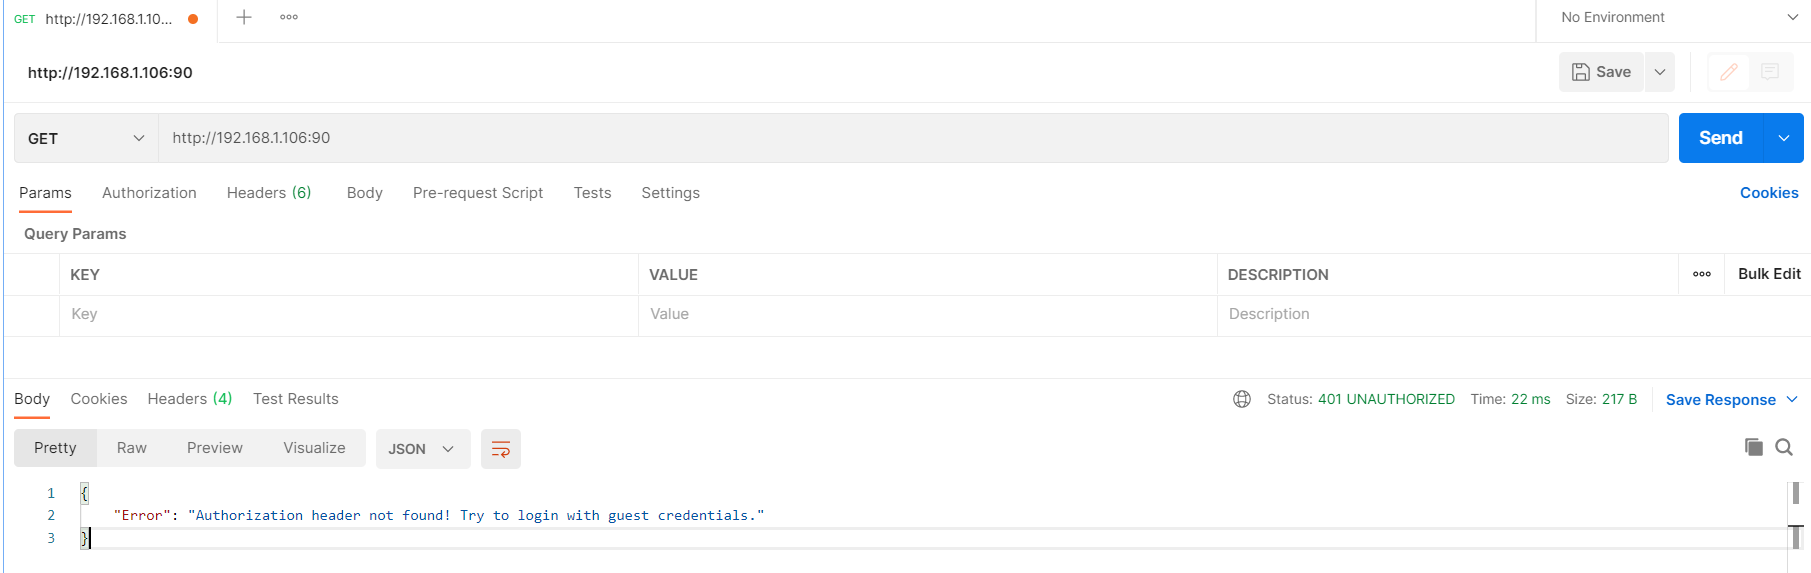 GET http://192.168.1.10...
No Environment
http://192.168.1.106:90
Save
GET http://192.168.1.106:90 Send
Params Authorization Headers (6) Body Pre-request Script Tests Settings Cookies
Query Params
KEY VALUE DESCRIPTION Bulk Edit
Key Value Description
Body Cookies Headers (4) Test Results Status: 401 UNAUTHORIZED Time: 22 ms Size: 217 B Save Response
Pretty Raw Preview Visualize JSON
1 {
2 "Error": "Authorization header not found! Try to login with guest credentials."
3 }